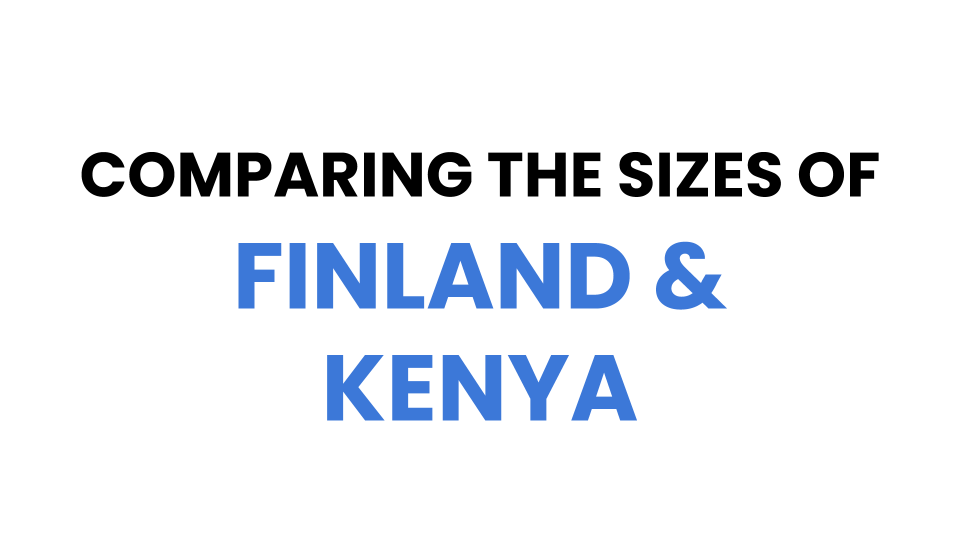 COMPARING THE SIZES OF
FINLAND &
KENYA